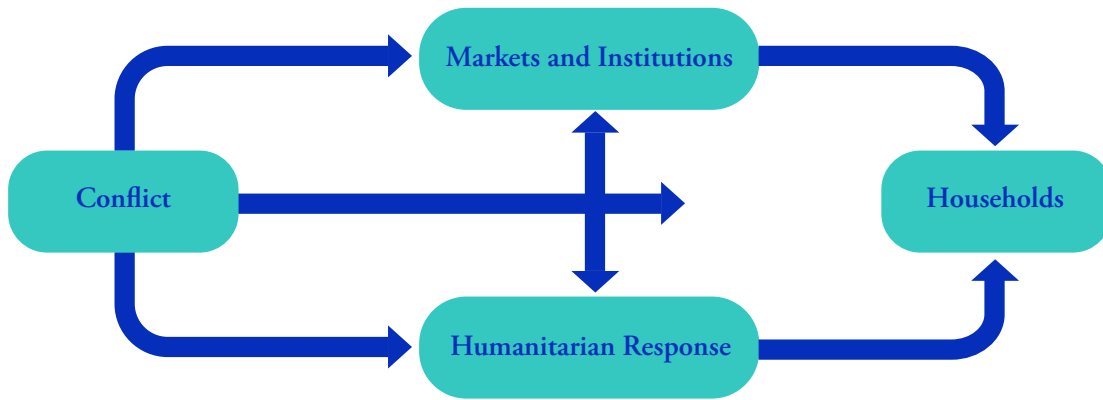 Markets and Institutions
Conflict
Households
Humanitarian Response